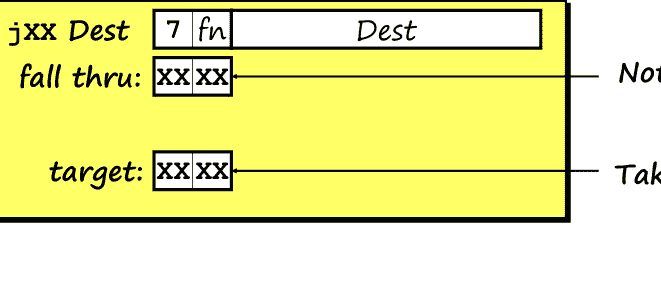 jXX Dest 7 fn Dest
fall thru: XX XX
target: XX XX